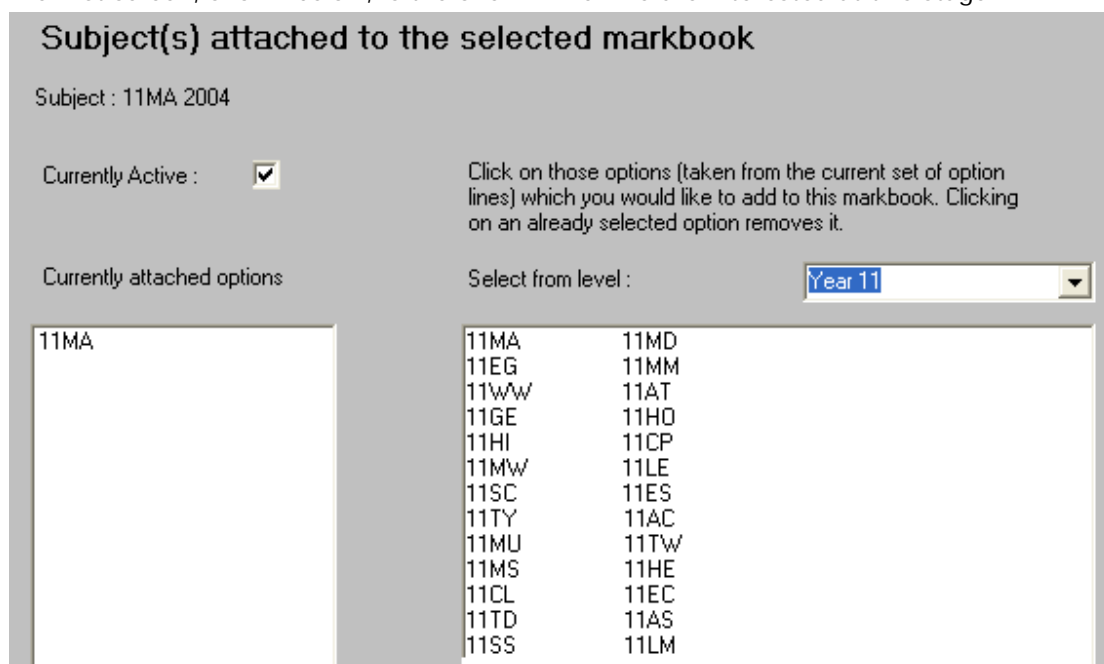 Subject(s) attached to the selected markbook
Subject : 11MA 2004
Currently Active :
Click on those options (taken from the current set of option
lines) which you would like to add to this markbook. Clicking
on an already selected option removes it.
Currently attached options
Select from level :
Year 11
11MA
11MA 11MD
11EG 11MM
11WW 11AT
11GE 11HO
11HI 11CP
11MW 11LE
11SC 11ES
11TY 11AC
11MU 11TW
11MS 11HE
11CL 11EC
11TD 11AS
11SS 11LM